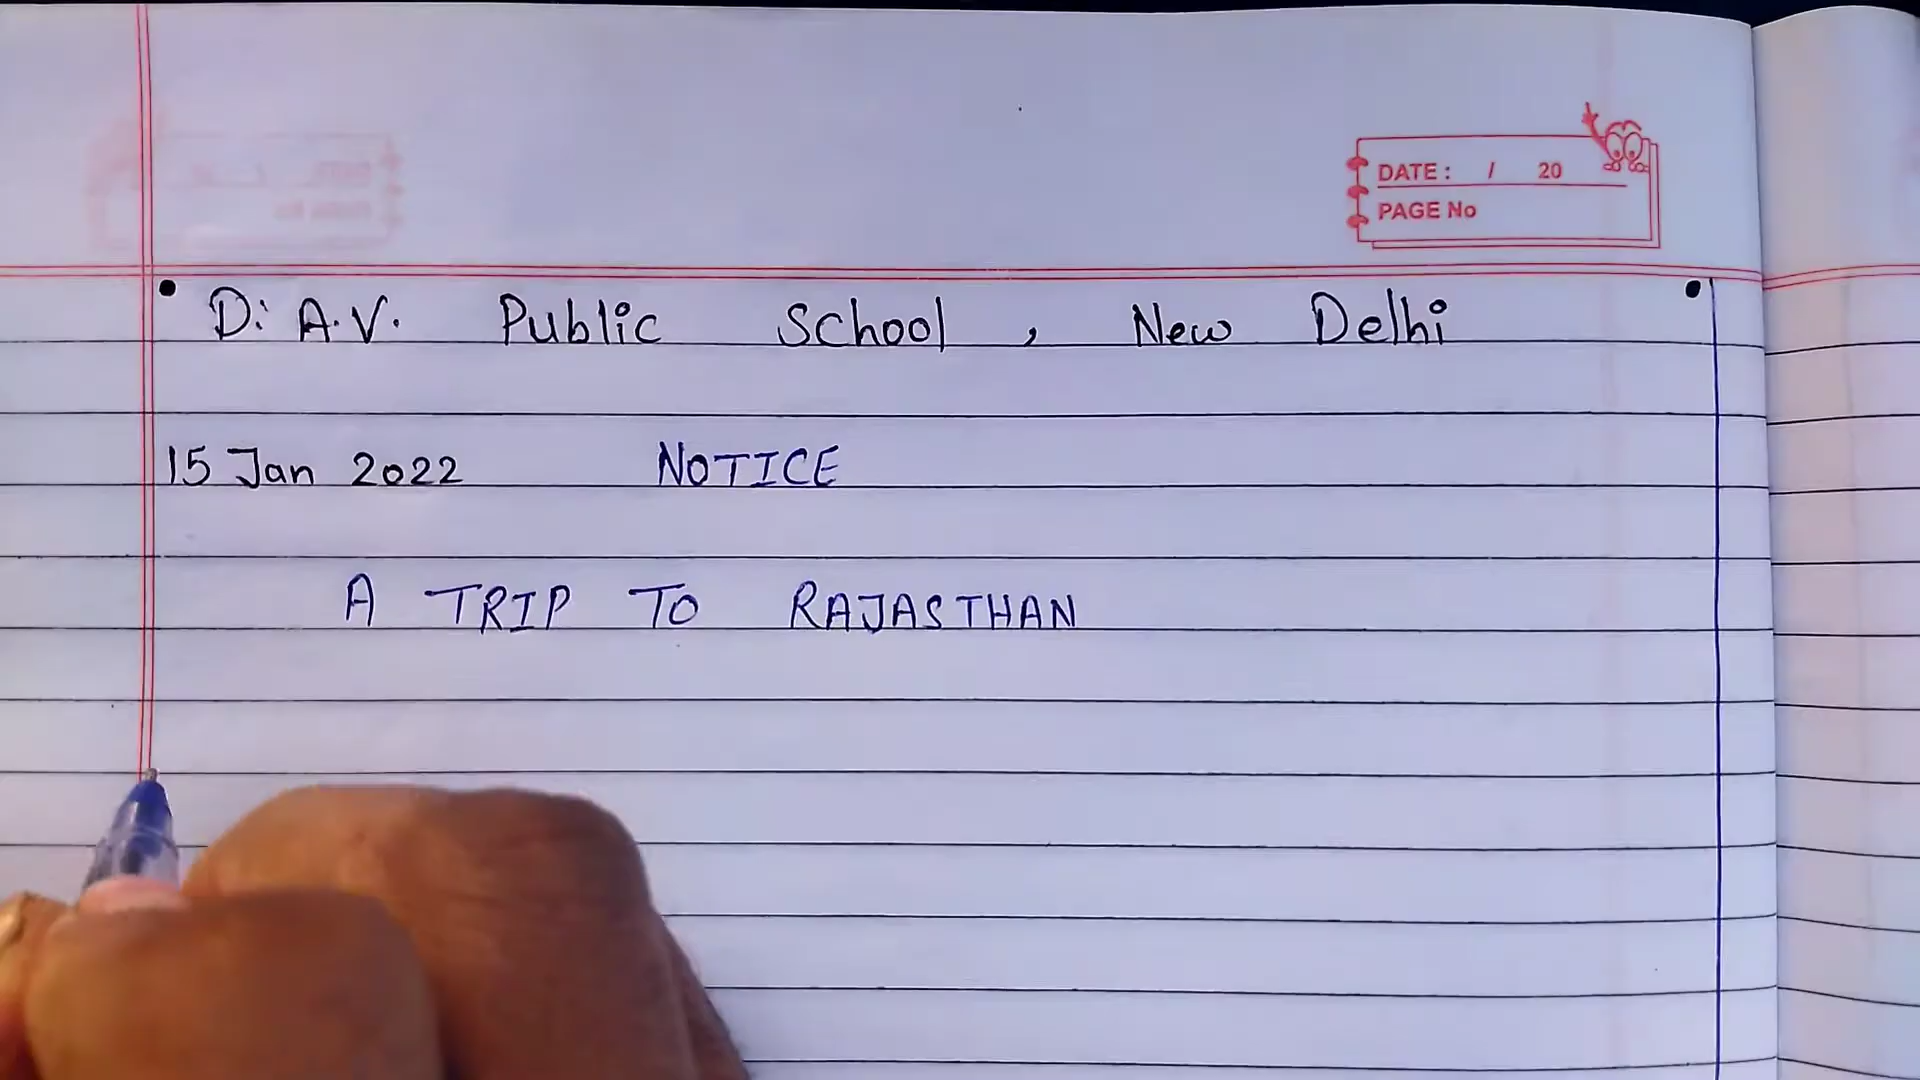 DATE : / 20
PAGE No
D. A.V. Public School , New Delhi
15 Jan 2022 NOTICE
A TRIP TO RAJASTHAN